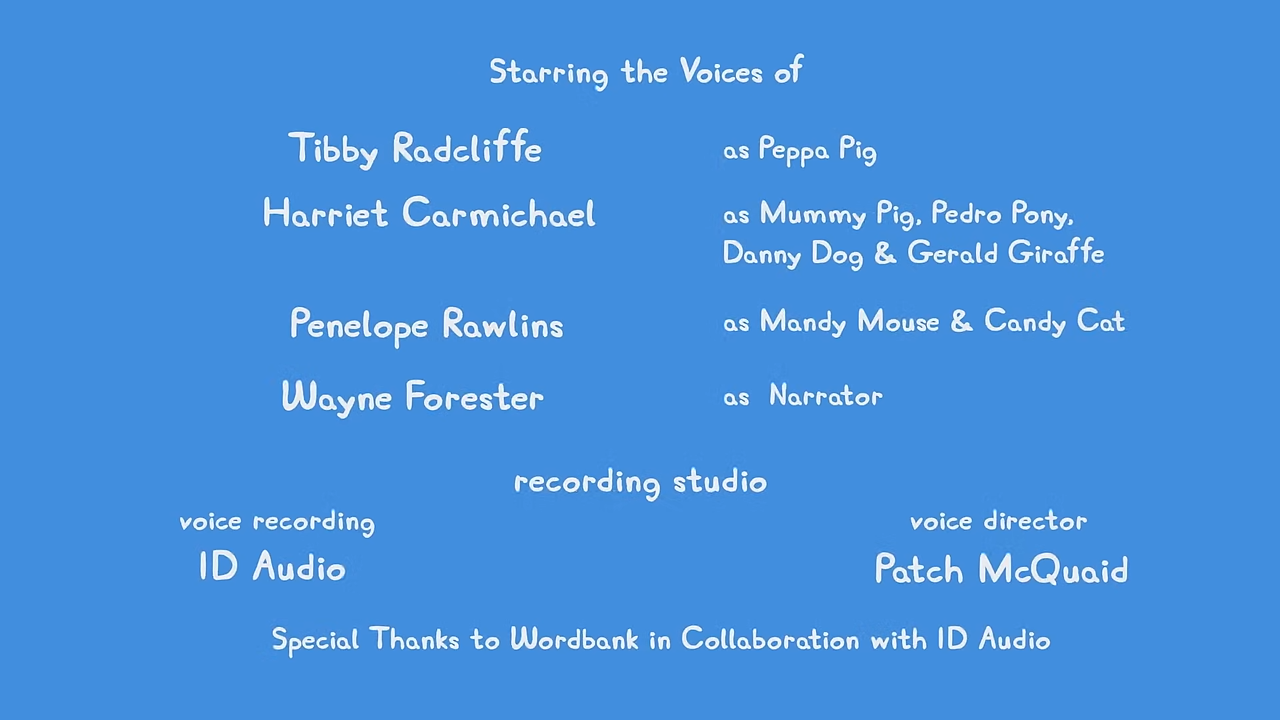 Starring the Voices of
Tibby Radcliffe as Peppa Pig
Harriet Carmichael as Mummy Pig, Pedro Pony,
Danny Dog & Gerald Giraffe
Penelope Rawlins as Mandy Mouse & Candy Cat
Wayne Forester as Narrator
recording studio
voice recording voice director
ID Audio Patch McQuaid
Special Thanks to Wordbank in Collaboration with ID Audio